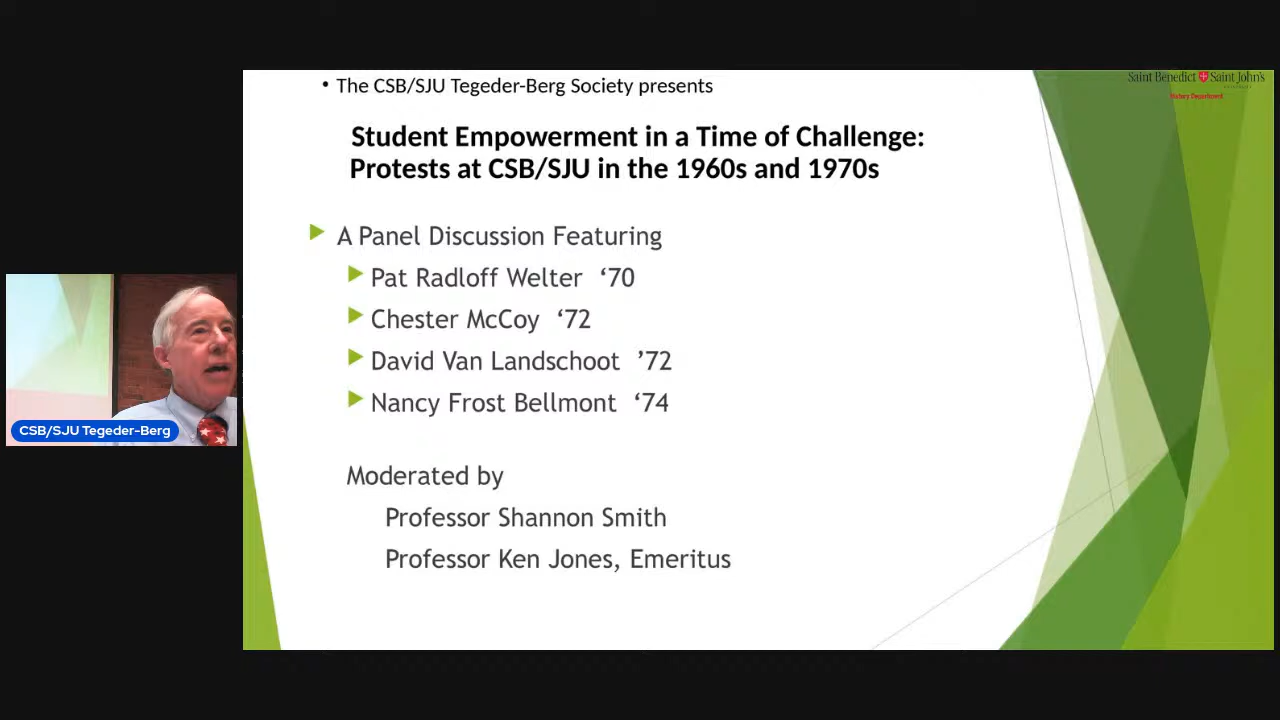 • The CSB/SJU Tegeder-Berg Society presents
Saint Benedict Saint John's
UNIVERSITY
History Department
Student Empowerment in a Time of Challenge:
Protests at CSB/SJU in the 1960s and 1970s
A Panel Discussion Featuring
Pat Radloff Welter ‘70
Chester McCoy ‘72
David Van Landschoot ’72
Nancy Frost Bellmont ‘74
CSB/SJU Tegeder-Berg
Moderated by
Professor Shannon Smith
Professor Ken Jones, Emeritus